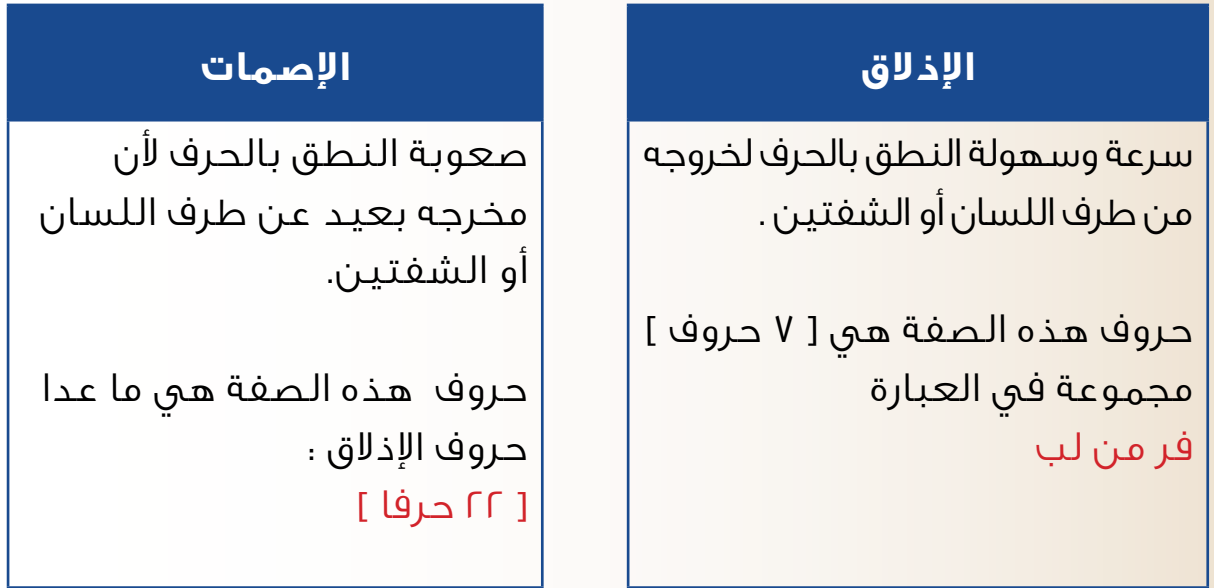 الإذلاق
سرعة وسهولة النطق بالحرف لخروجه
من طرف اللسان أو الشفتين .
حروف هذه الصفة هي [ ٧ حروف ]
مجموعة في العبارة
فر من لب
الإصمات
صعوبة النطق بالحرف لأن
مخرجه بعيد عن طرف اللسان
أو الشفتين.
حروف هذه الصفة هي ما عدا
حروف الإذلاق :
[ ٢٢ حرفا ]